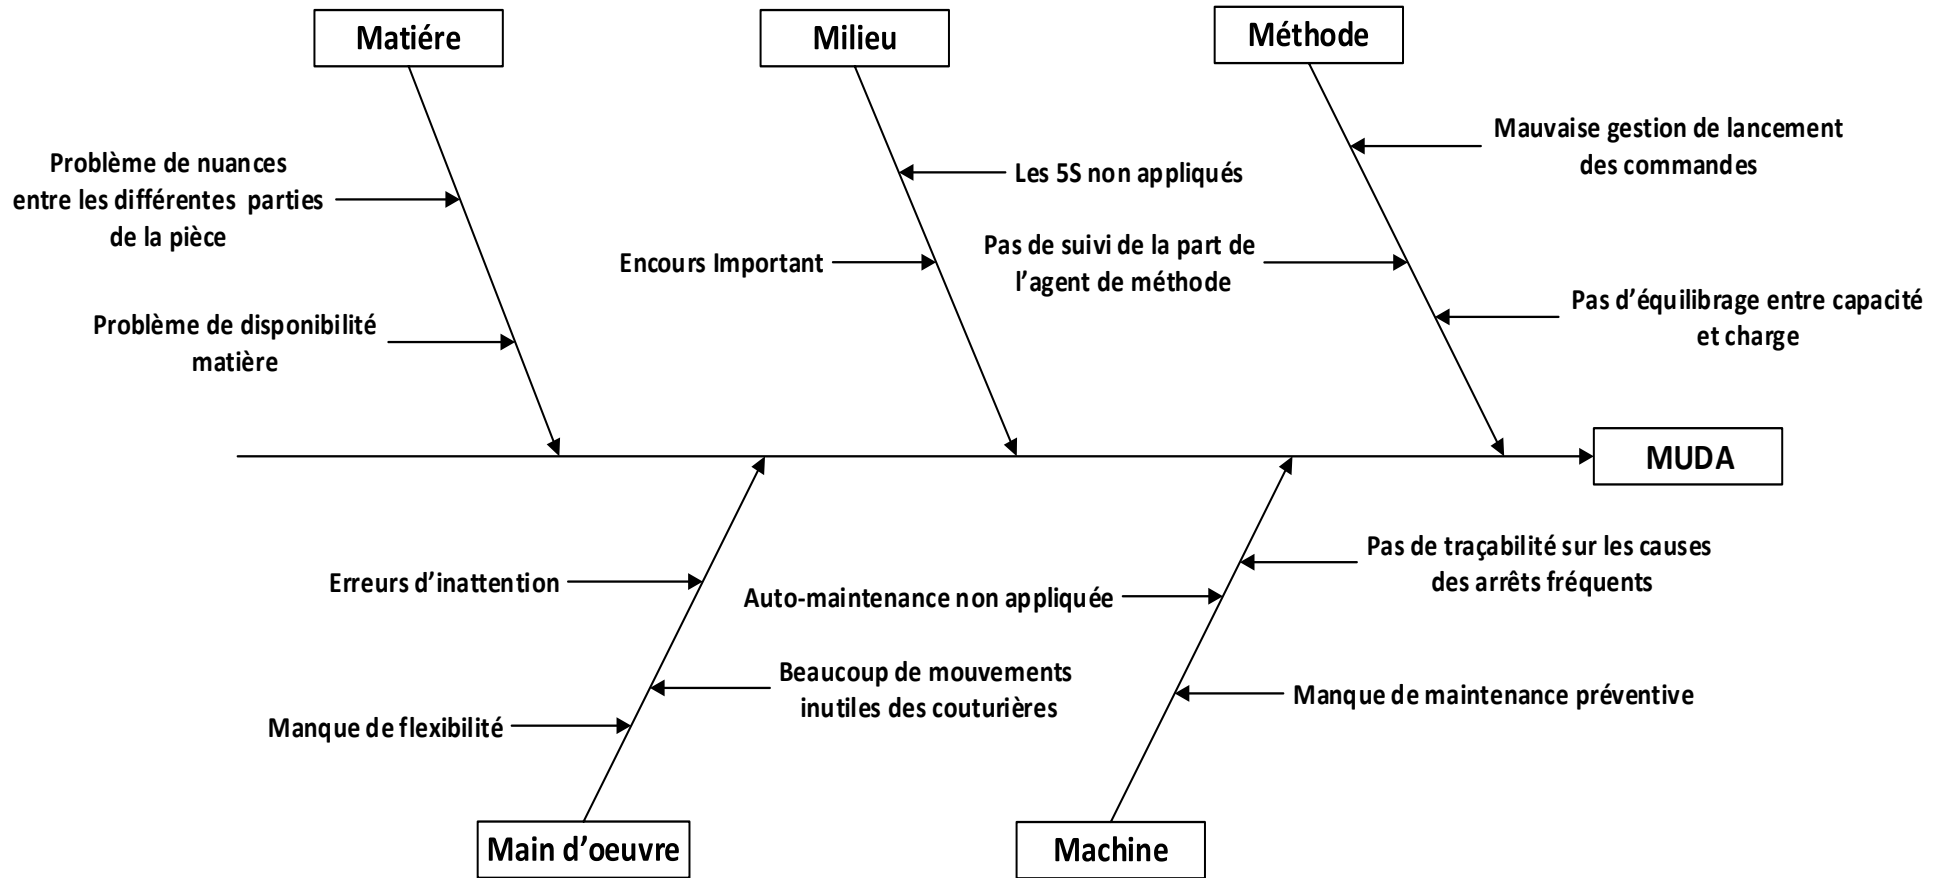 Matiére
Milieu
Méthode
Problème de nuances
entre les différentes parties
de la pièce
Problème de disponibilité
matière
Les 5S non appliqués
Encours Important
Mauvaise gestion de lancement
des commandes
Pas de suivi de la part de
l'agent de méthode
Pas d'équilibrage entre capacité
et charge
MUDA
Erreurs d'inattention
Manque de flexibilité
Beaucoup de mouvements
inutiles des couturières
Auto-maintenance non appliquée
Pas de traçabilité sur les causes
des arrêts fréquents
Manque de maintenance préventive
Main d'oeuvre
Machine